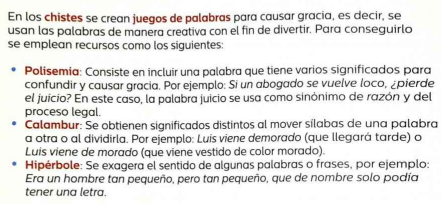 En los chistes se crean juegos de palabras para causar gracia, es decir, se
usan las palabras de manera creativa con el fin de divertir. Para conseguirlo
se emplean recursos como los siguientes:
• Polisemia: Consiste en incluir una palabra que tiene varios significados para
confundir y causar gracia. Por ejemplo: Si un abogado se vuelve loco, ¿pierde
el juicio? En este caso, la palabra juicio se usa como sinónimo de razón y del
proceso legal.
• Calambur: Se obtienen significados distintos al mover sílabas de una palabra
a otra o al dividirla. Por ejemplo: Luis viene demorado (que llegará tarde) o
Luis viene de morado (que viene vestido de color morado).
• Hipérbole: Se exagera el sentido de algunas palabras o frases, por ejemplo:
Era un hombre tan pequeño, pero tan pequeño, que de nombre solo podía
tener una letra.